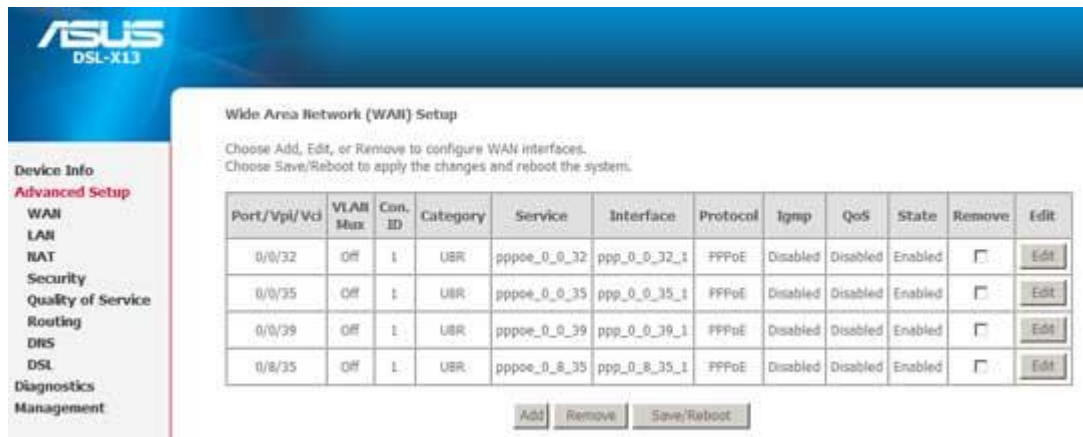 ASUS
DSL-X13
Device Info
Advanced Setup
WAN
LAN
NAT
Security
Quality of Service
Routing
DNS
DSL
Diagnostics
Management
Wide Area Network (WAN) Setup
Choose Add, Edit, or Remove to configure WAN interfaces.
Choose Save/Reboot to apply the changes and reboot the system.
Port/Vpi/Vci VLAN Mux Con. ID Category Service Interface Protocol Igmp QoS State Remove Edit
0/0/32 Off 1 UBR pppoe_0_0_32 ppp_0_0_32_1 PPPoE Disabled Disabled Enabled Edit
0/0/35 Off 1 UBR pppoe_0_0_35 ppp_0_0_35_1 PPPoE Disabled Disabled Enabled Edit
0/0/39 Off 1 UBR pppoe_0_0_39 ppp_0_0_39_1 PPPoE Disabled Disabled Enabled Edit
0/8/35 Off 1 UBR pppoe_0_8_35 ppp_0_8_35_1 PPPoE Disabled Disabled Enabled Edit
Add Remove Save/Reboot